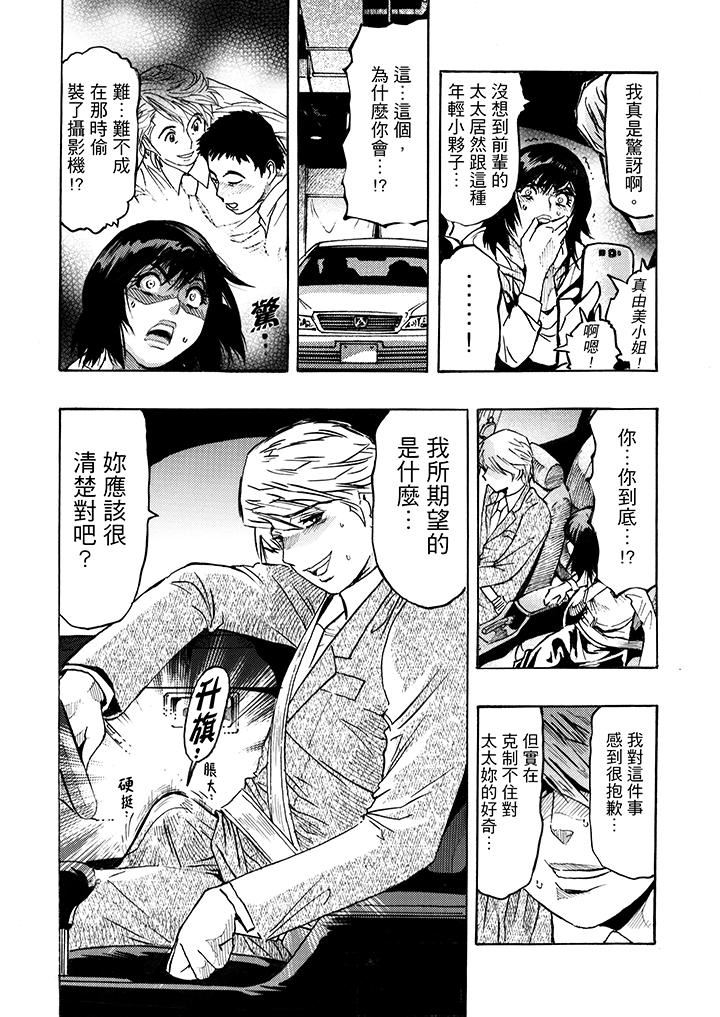 我真是驚訝啊。
沒想到前輩的
太太居然跟這種
年輕小夥子…
真由美小姐！
啊嗯！
………！
這…這個，
為什麼你會…!?
難…難不成
在那時偷
裝了攝影機!?
驚…
你…你到底…!?
我對這件事
感到很抱歉…
但實在
克制不住對
太太妳的好奇…
我所期望的
是什麼…
妳應該很
清楚對吧？
升旗…
脹大…
硬挺…